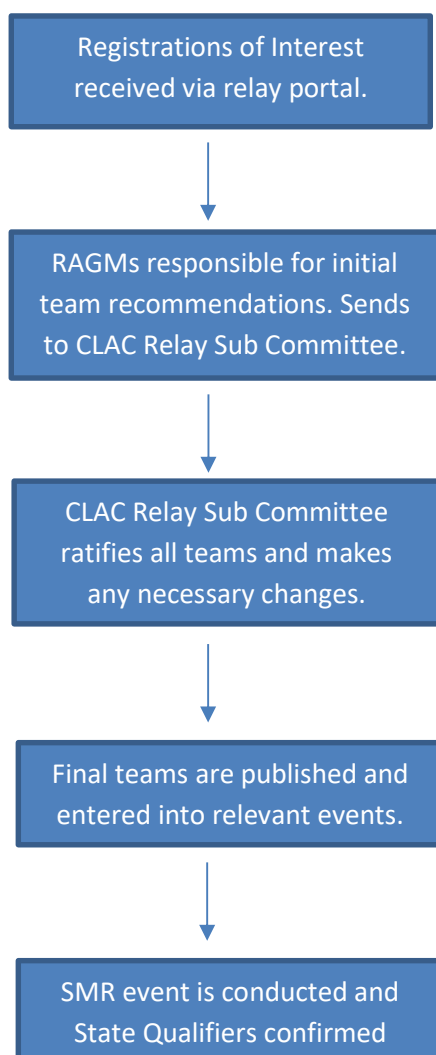 Registrations of Interest
received via relay portal.
RAGMs responsible for initial
team recommendations. Sends
to CLAC Relay Sub Committee.
CLAC Relay Sub Committee
ratifies all teams and makes
any necessary changes.
Final teams are published and
entered into relevant events.
SMR event is conducted and
State Qualifiers confirmed